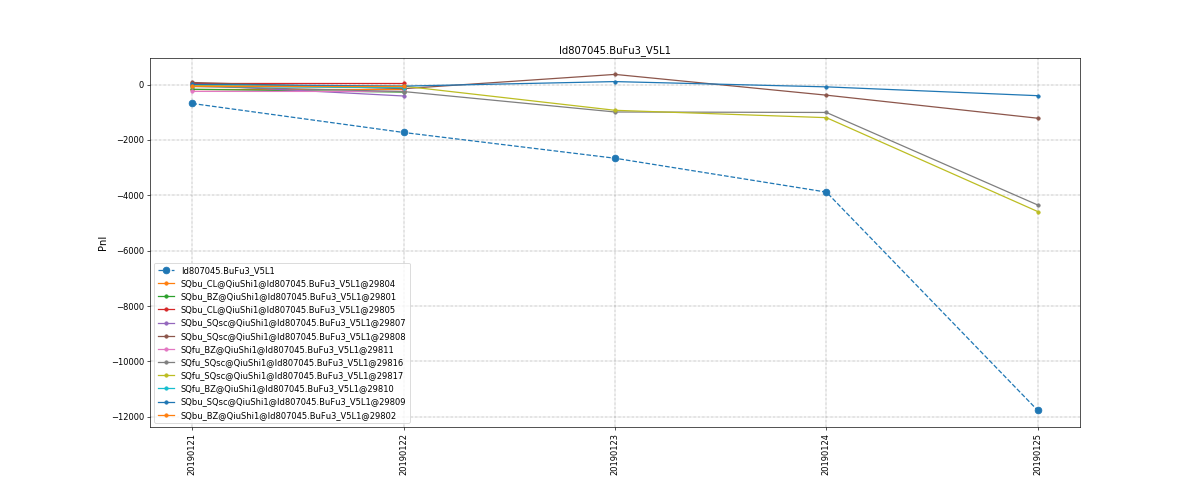 Id807045.BuFu3_V5L1
Pnl
0
−2000
−4000
−6000
−8000
−10000
−12000
Id807045.BuFu3_V5L1
SQbu_CL@QiuShi1@Id807045.BuFu3_V5L1@29804
SQbu_BZ@QiuShi1@Id807045.BuFu3_V5L1@29801
SQbu_CL@QiuShi1@Id807045.BuFu3_V5L1@29805
SQbu_SQsc@QiuShi1@Id807045.BuFu3_V5L1@29807
SQbu_SQsc@QiuShi1@Id807045.BuFu3_V5L1@29808
SQfu_BZ@QiuShi1@Id807045.BuFu3_V5L1@29811
SQfu_SQsc@QiuShi1@Id807045.BuFu3_V5L1@29816
SQfu_SQsc@QiuShi1@Id807045.BuFu3_V5L1@29817
SQfu_BZ@QiuShi1@Id807045.BuFu3_V5L1@29810
SQbu_SQsc@QiuShi1@Id807045.BuFu3_V5L1@29809
SQbu_BZ@QiuShi1@Id807045.BuFu3_V5L1@29802
20190121
20190122
20190123
20190124
20190125